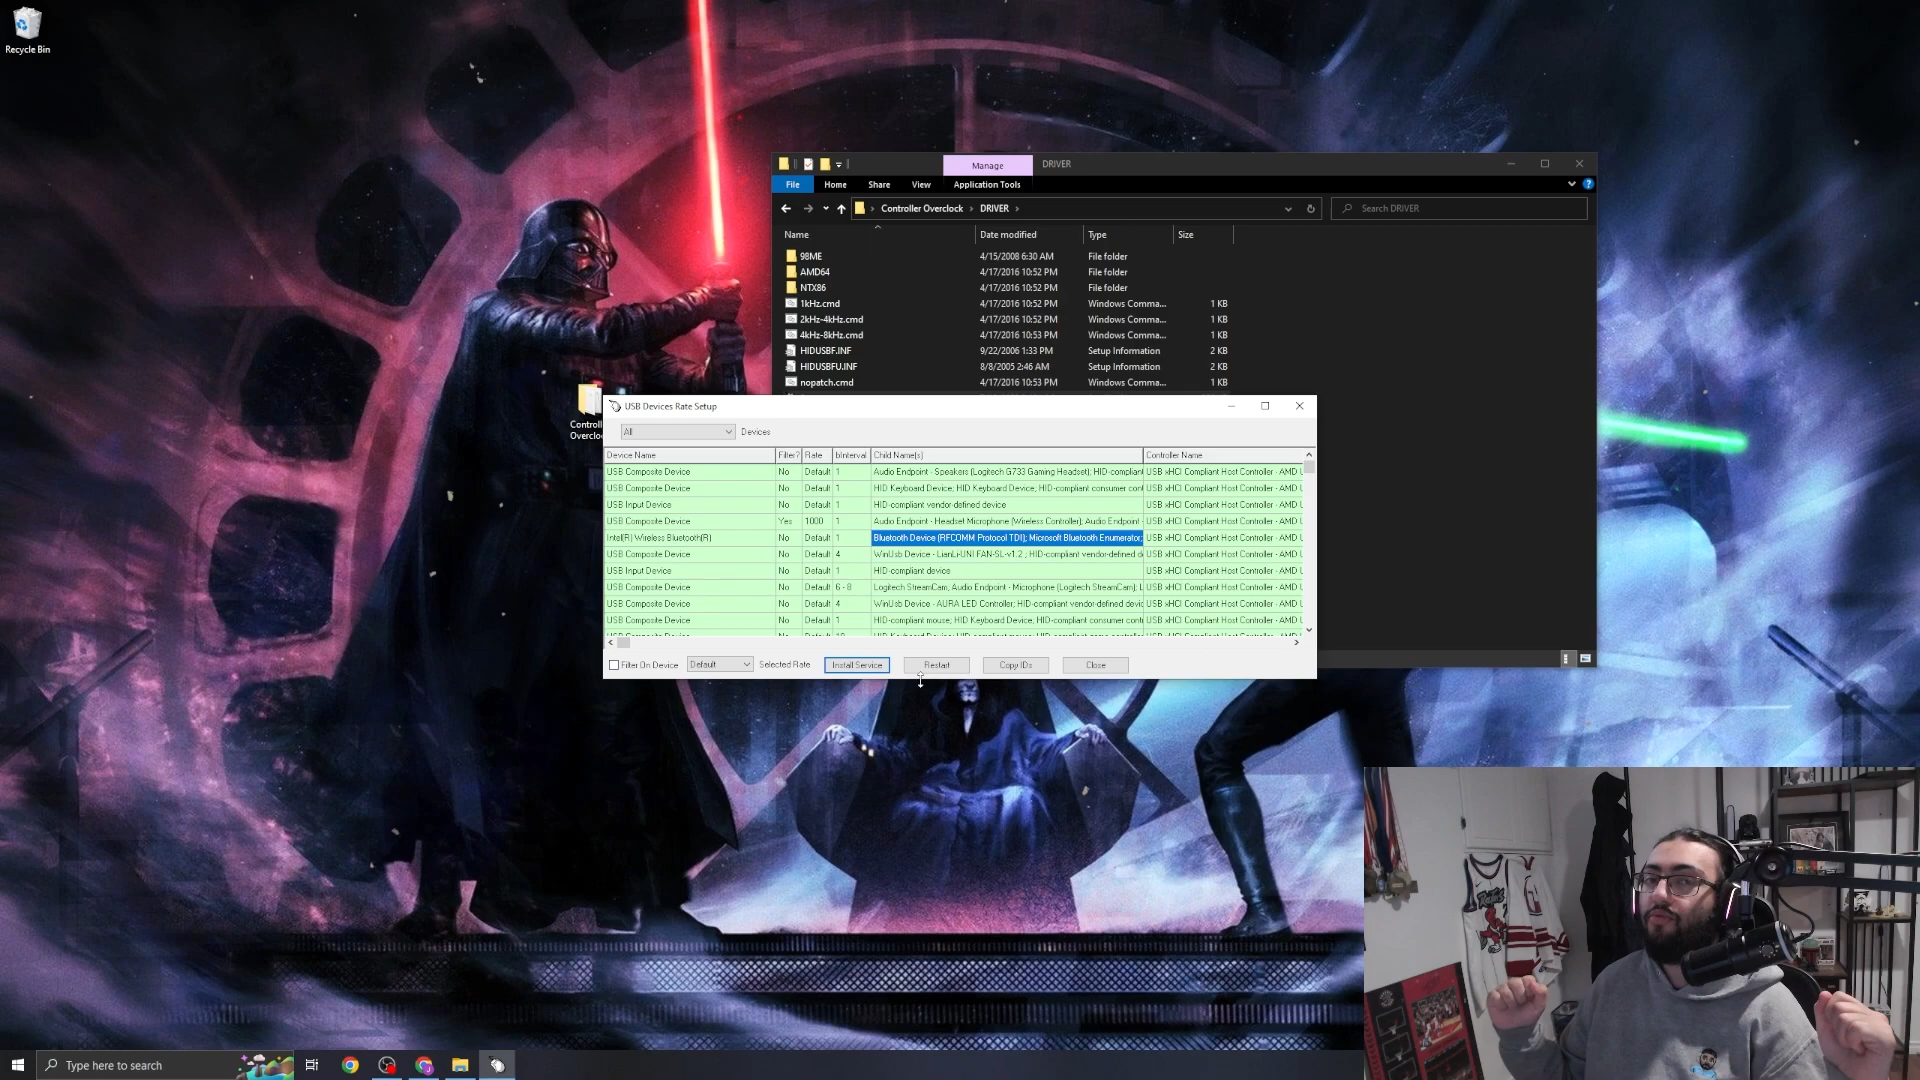 Recycle Bin
Manage
DRIVER
File
Home
Share
View
Application Tools
Controller Overclock
DRIVER
Search DRIVER
Name
Date modified
Type
Size
98ME 4/15/2008 6:30 AM File folder
AMD64 4/17/2016 10:52 PM File folder
NTX86 4/17/2016 10:52 PM File folder
1kHz.cmd 4/17/2016 10:52 PM Windows Comma... 1 KB
2kHz-4kHz.cmd 4/17/2016 10:52 PM Windows Comma... 1 KB
4kHz-8kHz.cmd 4/17/2016 10:53 PM Windows Comma... 1 KB
HIDUSBF.INF 9/22/2006 1:33 PM Setup Information 2 KB
HIDUSBFU.INF 8/8/2005 2:46 AM Setup Information 2 KB
nopatch.cmd 4/17/2016 10:53 PM Windows Comma... 1 KB
Controll
Overcloc
USB Devices Rate Setup
All Devices
Device Name Filter? Rate bInterval Child Name(s) Controller Name
USB Composite Device No Default 1 Audio Endpoint - Speakers (Logitech G733 Gaming Headset); HID-compliant USB xHCI Compliant Host Controller - AMD U
USB Composite Device No Default 1 HID Keyboard Device; HID Keyboard Device; HID-compliant consumer cont USB xHCI Compliant Host Controller - AMD U
USB Input Device No Default 1 HID-compliant vendor-defined device USB xHCI Compliant Host Controller - AMD U
USB Composite Device Yes 1000 1 Audio Endpoint - Headset Microphone (Wireless Controller); Audio Endpoint - USB xHCI Compliant Host Controller - AMD U
Intel(R) Wireless Bluetooth(R) No Default 1 Bluetooth Device (RFCOMM Protocol TDI); Microsoft Bluetooth Enumerator; USB xHCI Compliant Host Controller - AMD U
USB Composite Device No Default 4 WinUsb Device - LianLi-UNI FAN-SL-v1.2 ; HID-compliant vendor-defined d USB xHCI Compliant Host Controller - AMD U
USB Input Device No Default 1 HID-compliant device USB xHCI Compliant Host Controller - AMD U
USB Composite Device No Default 6 - 8 Logitech StreamCam; Audio Endpoint - Microphone (Logitech StreamCam); L USB xHCI Compliant Host Controller - AMD U
USB Composite Device No Default 4 WinUsb Device - AURA LED Controller; HID-compliant vendor-defined devic USB xHCI Compliant Host Controller - AMD U
USB Composite Device No Default 1 HID-compliant mouse; HID Keyboard Device; HID-compliant consumer cont USB xHCI Compliant Host Controller - AMD U
Filter On Device
Default
Selected Rate
Install Service
Restart
Copy IDs
Close
Type here to search